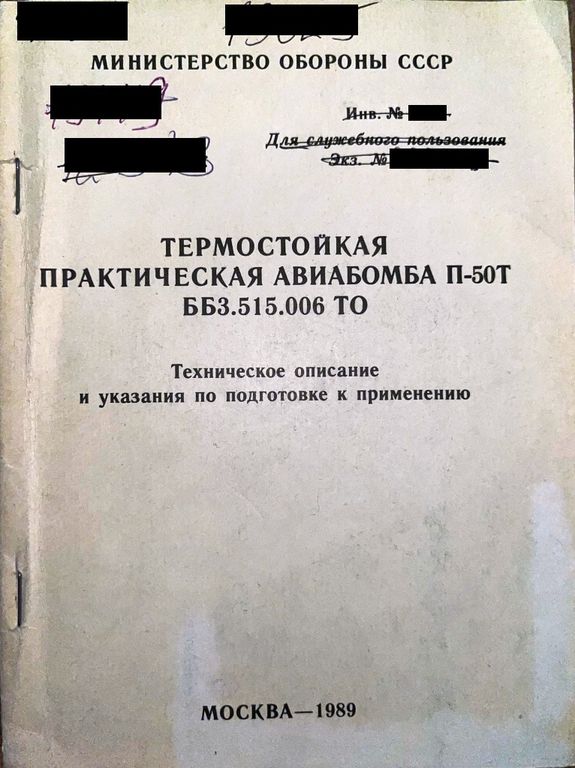 МИНИСТЕРСТВО ОБОРОНЫ СССР
Инв. №
Для служебного пользования
Экз. №
ТЕРМОСТОЙКАЯ
ПРАКТИЧЕСКАЯ АВИАБОМБА П-50Т
ББ3.515.006 ТО
Техническое описание
и указания по подготовке к применению
МОСКВА—1989